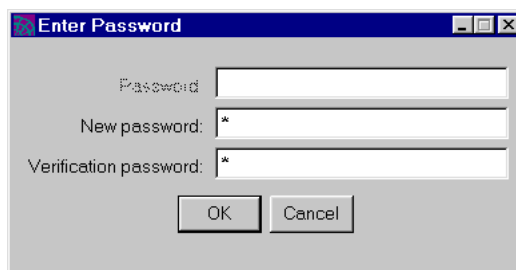 Enter Password
Password
New password: *
Verification password: *
OK Cancel